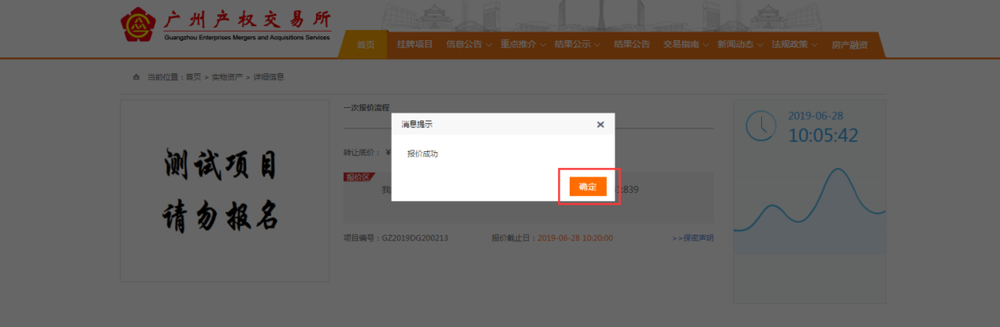 广州产权交易所
Guangzhou Enterprises Mergers and Acquisitions Services
首页 挂牌项目 信息公告 重点推介 结果公示 结果公告 交易指南 新闻动态 法规政策 房产融资
当前位置：首页 > 实物资产 > 详细信息
测试项目
请勿报名
一次报价流程
消息提示
报价成功
确定
转让底价： ¥
报价区
我
:839
项目编号：GZ2019DG200213 报价截止日：2019-06-28 10:20:00 >>保密声明
2019-06-28
10:05:42